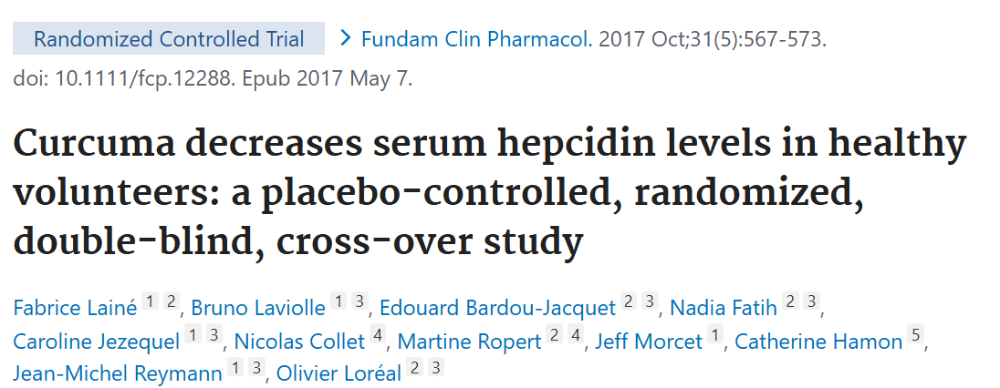 Randomized Controlled Trial > Fundam Clin Pharmacol. 2017 Oct;31(5):567-573.
doi: 10.1111/fcp.12288. Epub 2017 May 7.
Curcuma decreases serum hepcidin levels in healthy
volunteers: a placebo-controlled, randomized,
double-blind, cross-over study
Fabrice Lainé 1 2, Bruno Laviolle 1 3, Edouard Bardou-Jacquet 2 3, Nadia Fatih 2 3,
Caroline Jezequel 1 3, Nicolas Collet 4, Martine Ropert 2 4, Jeff Morcet 1, Catherine Hamon 5,
Jean-Michel Reymann 1 3, Olivier Loréal 2 3